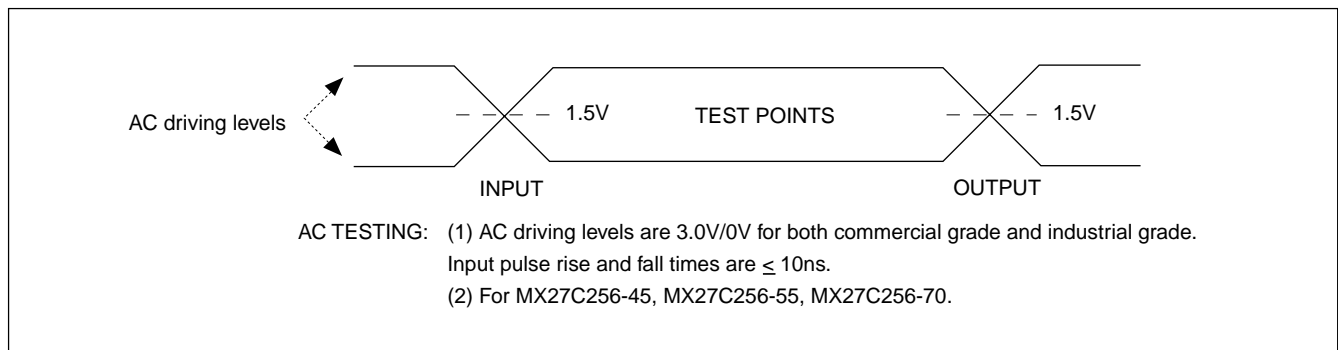 AC driving levels
1.5V
TEST POINTS
1.5V
INPUT
OUTPUT
AC TESTING: (1) AC driving levels are 3.0V/0V for both commercial grade and industrial grade.
Input pulse rise and fall times are ≤ 10ns.
(2) For MX27C256-45, MX27C256-55, MX27C256-70.